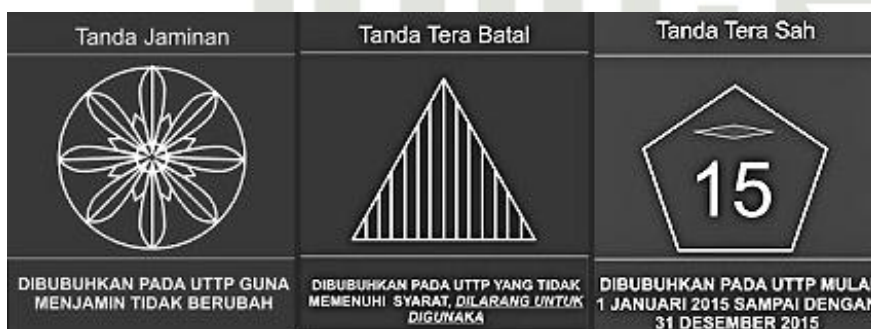 Tanda Jaminan
DIBUBUHKAN PADA UTTP GUNA
MENJAMIN TIDAK BERUBAH
Tanda Tera Batal
DIBUBUHKAN PADA UTTP YANG TIDAK
MEMENUHI SYARAT, DILARANG UNTUK
DIGUNAKA
Tanda Tera Sah
15
DIBUBUHKAN PADA UTTP MULAI
1 JANUARI 2015 SAMPAI DENGAN
31 DESEMBER 2015